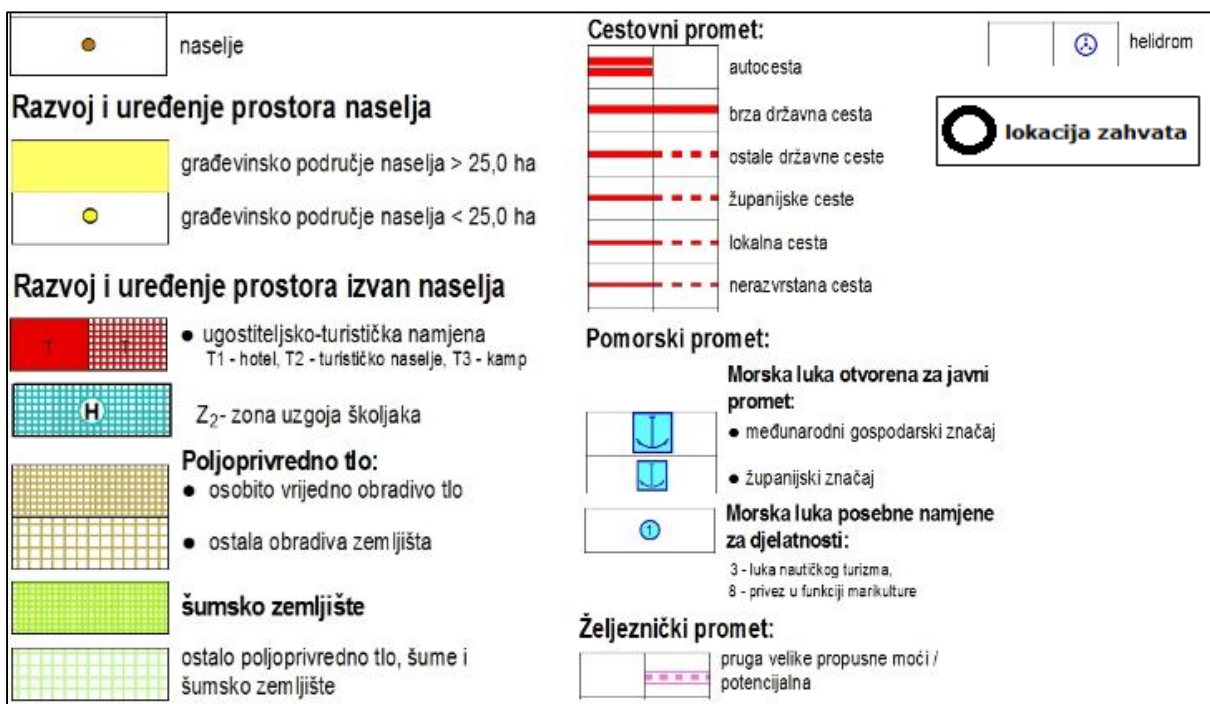 naselje
Razvoj i uređenje prostora naselja
građevinsko područje naselja > 25,0 ha
građevinsko područje naselja < 25,0 ha
Razvoj i uređenje prostora izvan naselja
T T
● ugostiteljsko-turistička namjena
T1 - hotel, T2 - turističko naselje, T3 - kamp
H
Z₂- zona uzgoja školjaka
Poljoprivredno tlo:
● osobito vrijedno obradivo tlo
● ostala obradiva zemljišta
šumsko zemljište
ostalo poljoprivredno tlo, šume i
šumsko zemljište
Cestovni promet:
autocesta
brza državna cesta
ostale državne ceste
županijske ceste
lokalna cesta
nerazvrstana cesta
Pomorski promet:
Morska luka otvorena za javni
promet:
● međunarodni gospodarski značaj
● županijski značaj
1
Morska luka posebne namjene
za djelatnosti:
3 - luka nautičkog turizma,
8 - privez u funkciji marikulture
Željeznički promet:
pruga velike propusne moći /
potencijalna
helidrom
lokacija zahvata